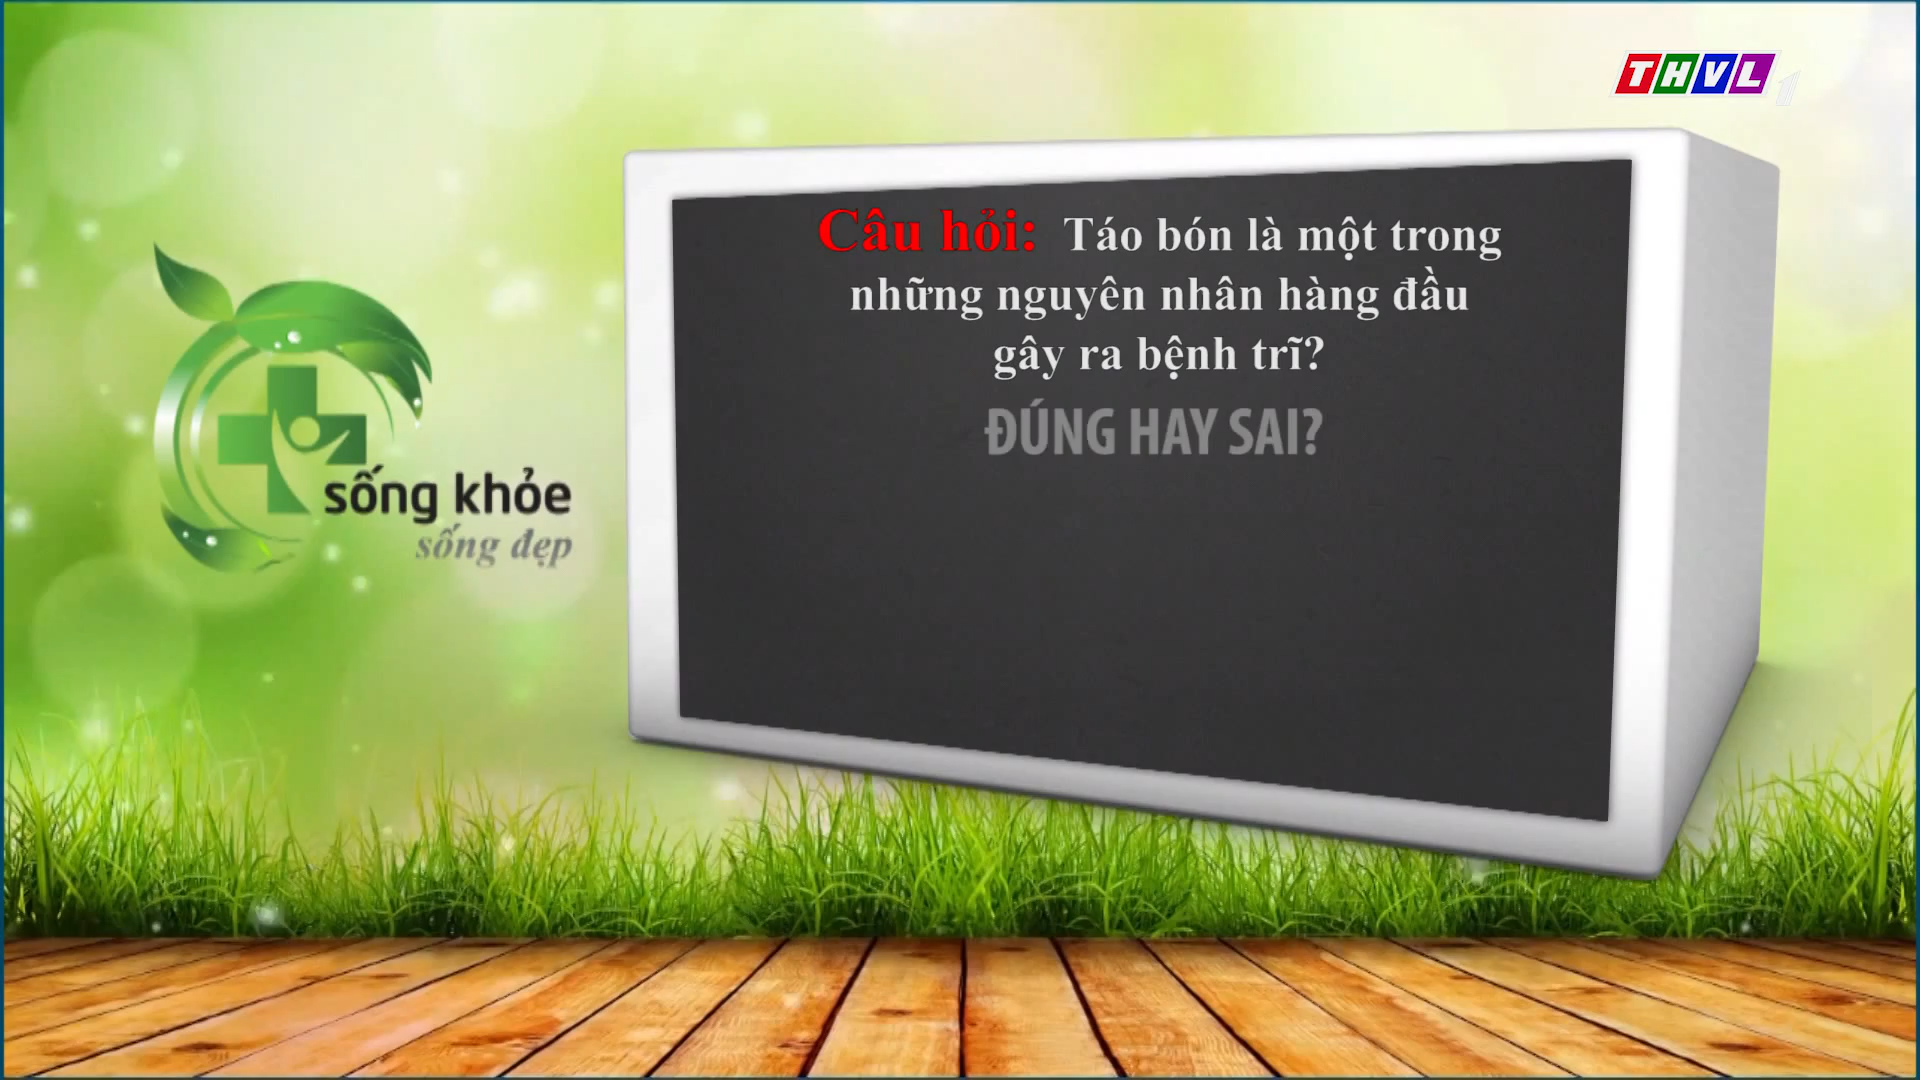 THVL1
Câu hỏi: Táo bón là một trong
những nguyên nhân hàng đầu
gây ra bệnh trĩ?
ĐÚNG HAY SAI?
sống khỏe
sống đẹp